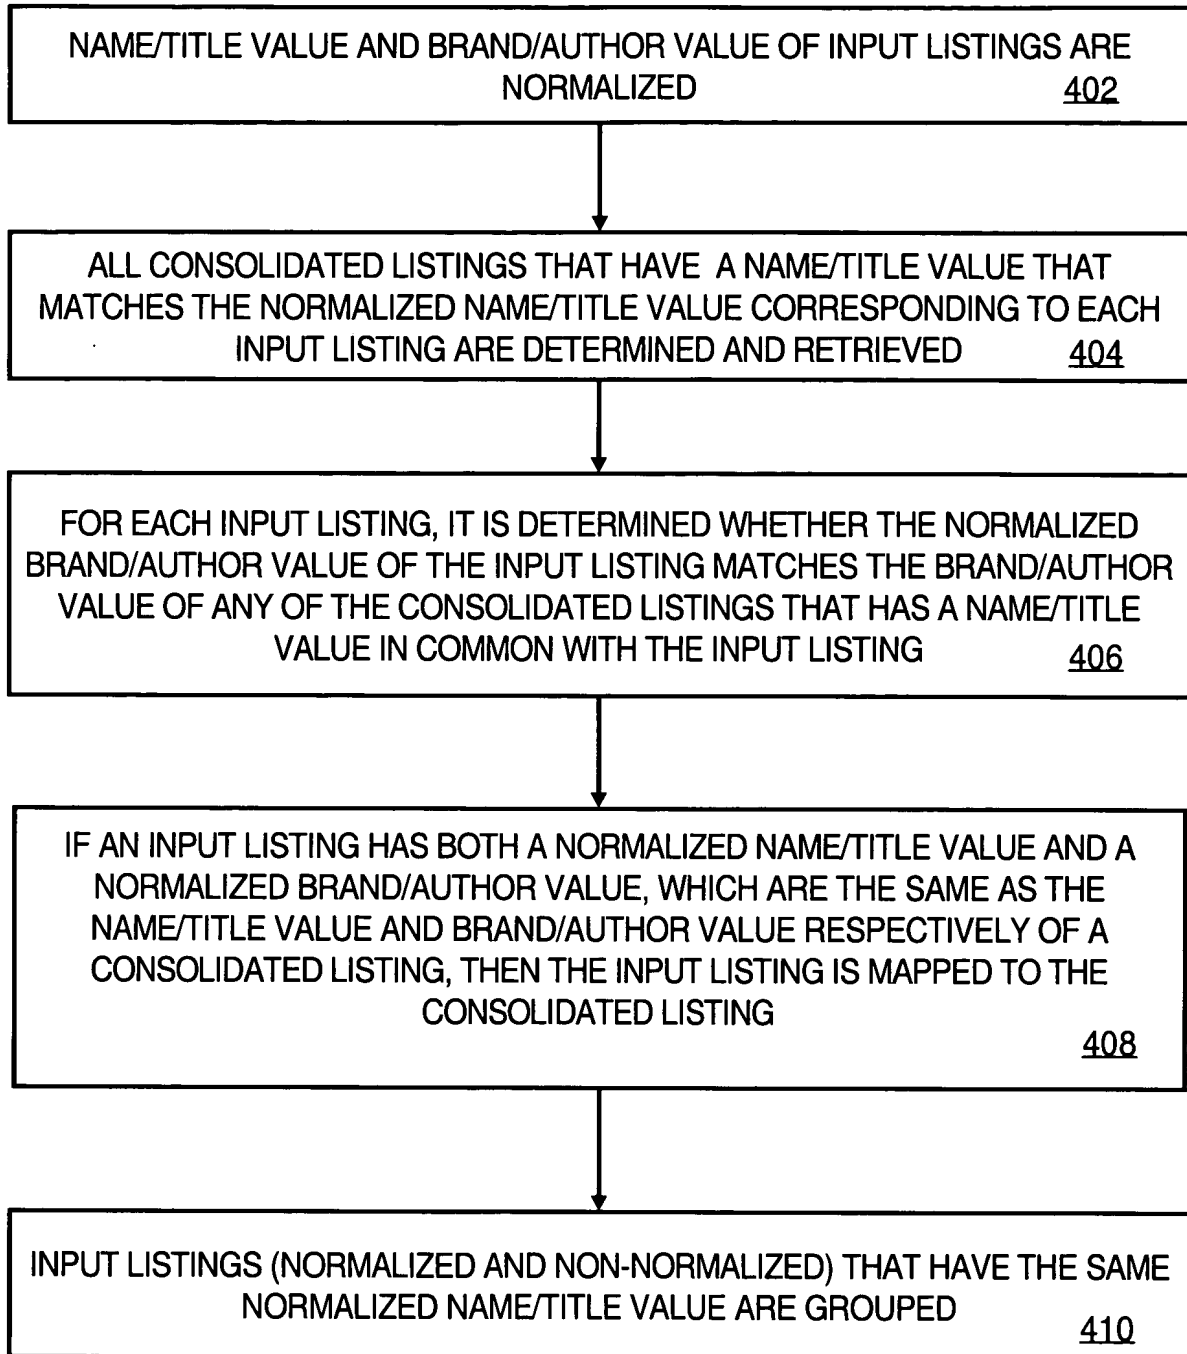 NAME/TITLE VALUE AND BRAND/AUTHOR VALUE OF INPUT LISTINGS ARE
NORMALIZED 402
ALL CONSOLIDATED LISTINGS THAT HAVE A NAME/TITLE VALUE THAT
MATCHES THE NORMALIZED NAME/TITLE VALUE CORRESPONDING TO EACH
INPUT LISTING ARE DETERMINED AND RETRIEVED 404
FOR EACH INPUT LISTING, IT IS DETERMINED WHETHER THE NORMALIZED
BRAND/AUTHOR VALUE OF THE INPUT LISTING MATCHES THE BRAND/AUTHOR
VALUE OF ANY OF THE CONSOLIDATED LISTINGS THAT HAS A NAME/TITLE
VALUE IN COMMON WITH THE INPUT LISTING 406
IF AN INPUT LISTING HAS BOTH A NORMALIZED NAME/TITLE VALUE AND A
NORMALIZED BRAND/AUTHOR VALUE, WHICH ARE THE SAME AS THE
NAME/TITLE VALUE AND BRAND/AUTHOR VALUE RESPECTIVELY OF A
CONSOLIDATED LISTING, THEN THE INPUT LISTING IS MAPPED TO THE
CONSOLIDATED LISTING
408
INPUT LISTINGS (NORMALIZED AND NON-NORMALIZED) THAT HAVE THE SAME
NORMALIZED NAME/TITLE VALUE ARE GROUPED
410